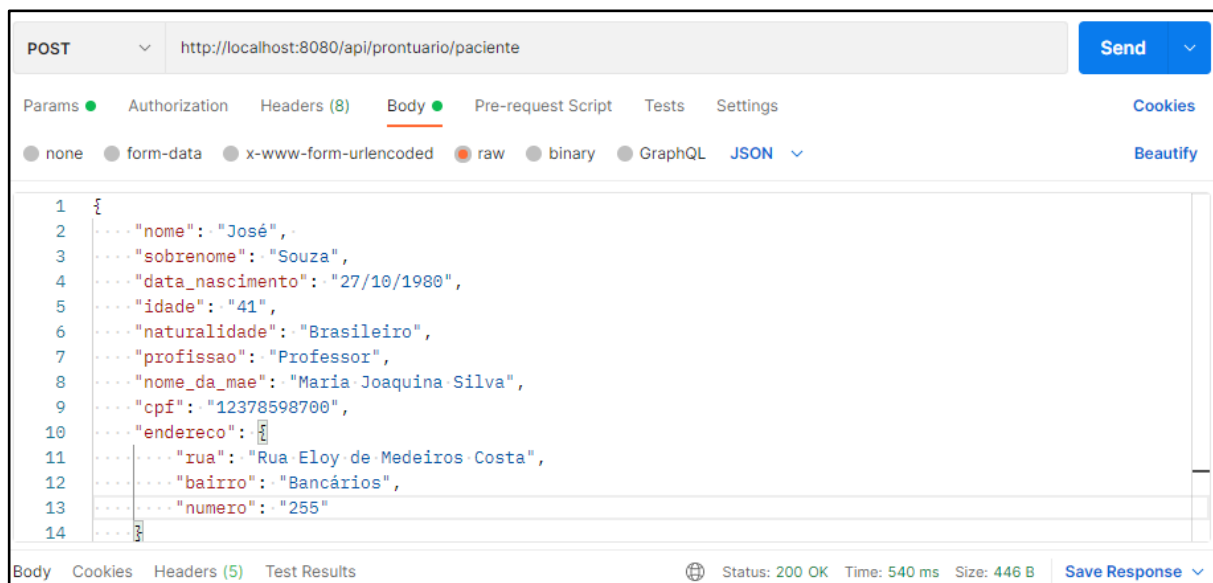 POST http://localhost:8080/api/prontuario/paciente Send
Params Authorization Headers (8) Body Pre-request Script Tests Settings Cookies
none form-data x-www-form-urlencoded raw binary GraphQL JSON Beautify
1 {
2 "nome": "José",
3 "sobrenome": "Souza",
4 "data_nascimento": "27/10/1980",
5 "idade": "41",
6 "naturalidade": "Brasileiro",
7 "profissao": "Professor",
8 "nome_da_mae": "Maria Joaquina Silva",
9 "cpf": "12378598700",
10 "endereco": {
11 "rua": "Rua Eloy de Medeiros Costa",
12 "bairro": "Bancários",
13 "numero": "255"
14 }
Body Cookies Headers (5) Test Results Status: 200 OK Time: 540 ms Size: 446 B Save Response